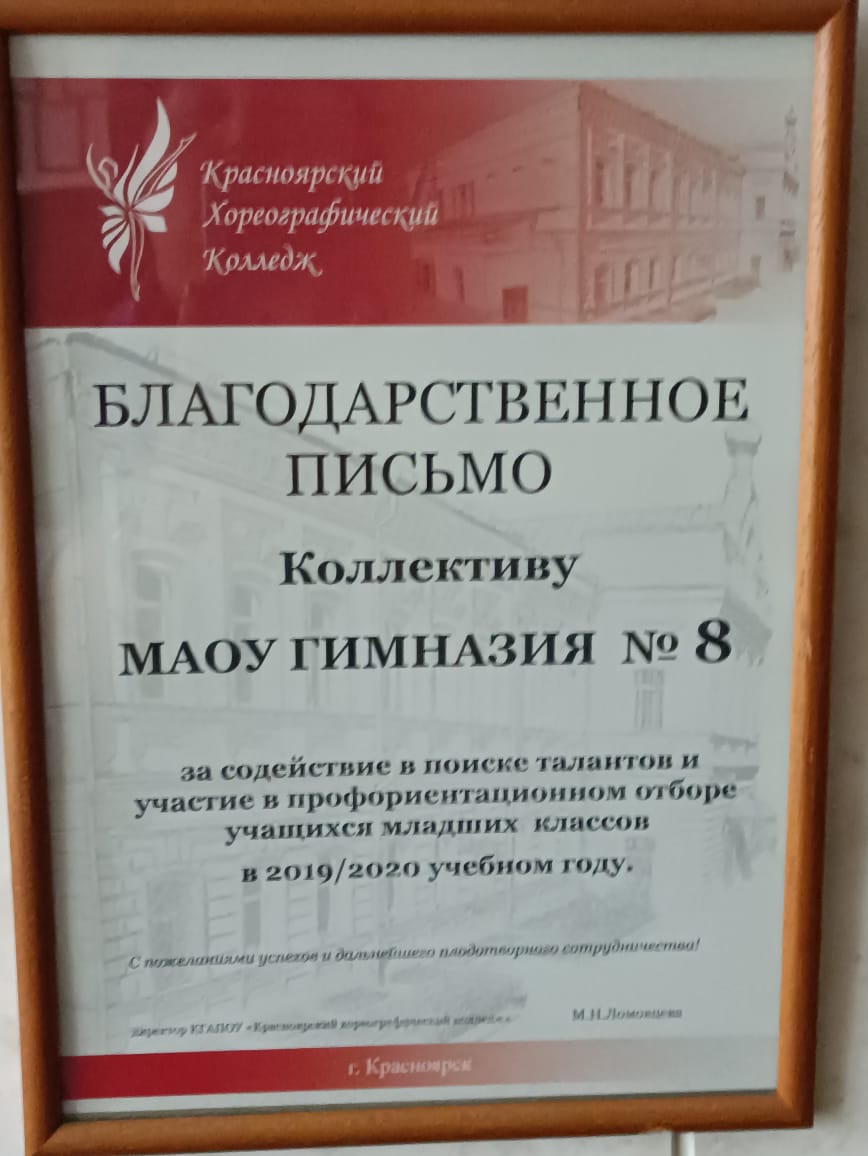 Красноярский
Хореографический
Колледж
БЛАГОДАРСТВЕННОЕ
ПИСЬМО
Коллективу
МАОУ ГИМНАЗИЯ № 8
за содействие в поиске талантов и
участие в профориентационном отборе
учащихся младших классов
в 2019/2020 учебном году.
С пожеланиями успехов и дальнейшего плодотворного сотрудничества!
директор КГАПОУ «Красноярский хореографический колледж»
М.Н.
г. Красноярск